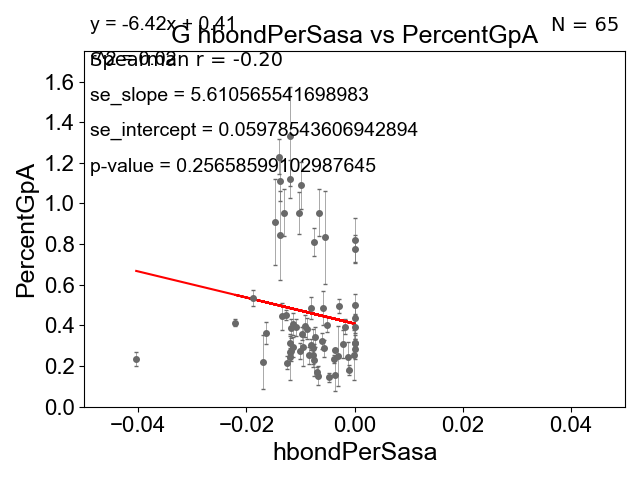 y = -6.42x + 0.41
N = 65
G hbondPerSasa vs PercentGpA
Spearman r = -0.20
se_slope = 5.610565541698983
se_intercept = 0.05978543606942894
p-value = 0.25658599102987645
PercentGpA
1.6
1.4
1.2
1.0
0.8
0.6
0.4
0.2
0.0
−0.04 −0.02 0.00 0.02 0.04
hbondPerSasa